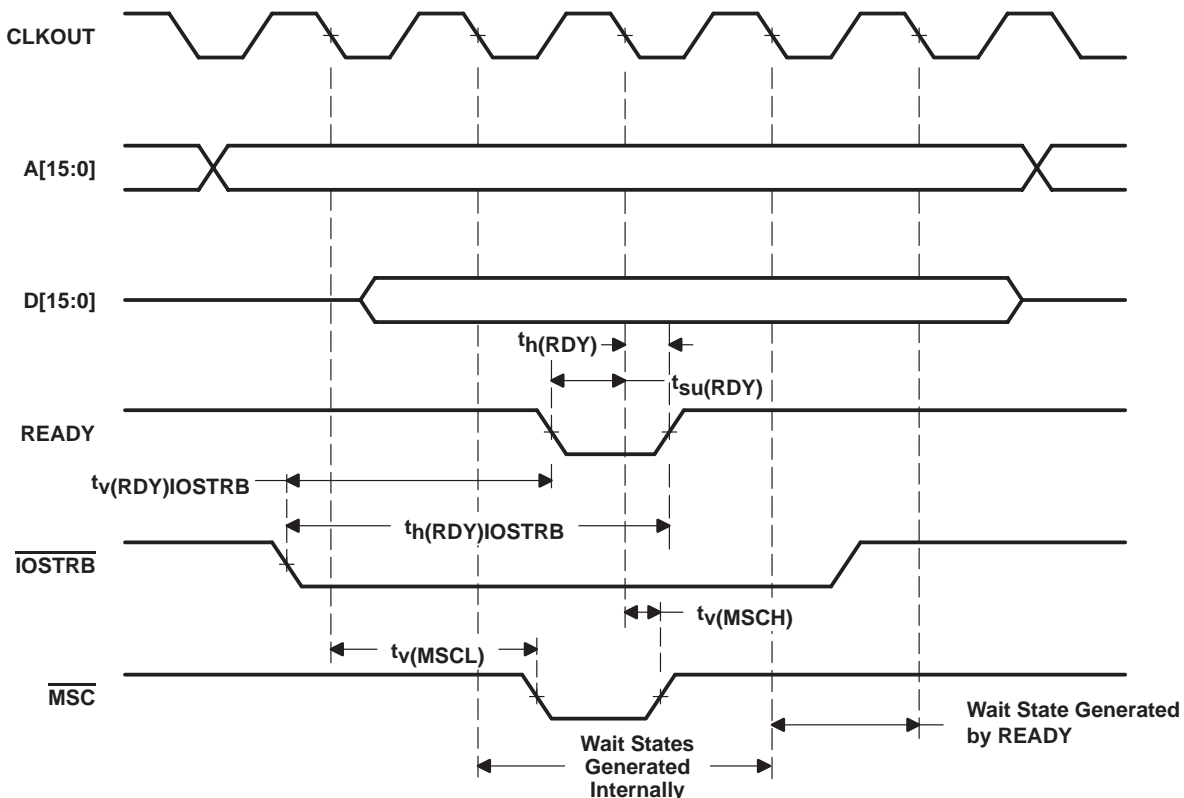 CLKOUT
A[15:0]
D[15:0]
th(RDY)
tsu(RDY)
READY
tv(RDY)IOSTRB
th(RDY)IOSTRB
IOSTRB
tv(MSCH)
tv(MSCL)
MSC
Wait State Generated
by READY
Wait States
Generated
Internally